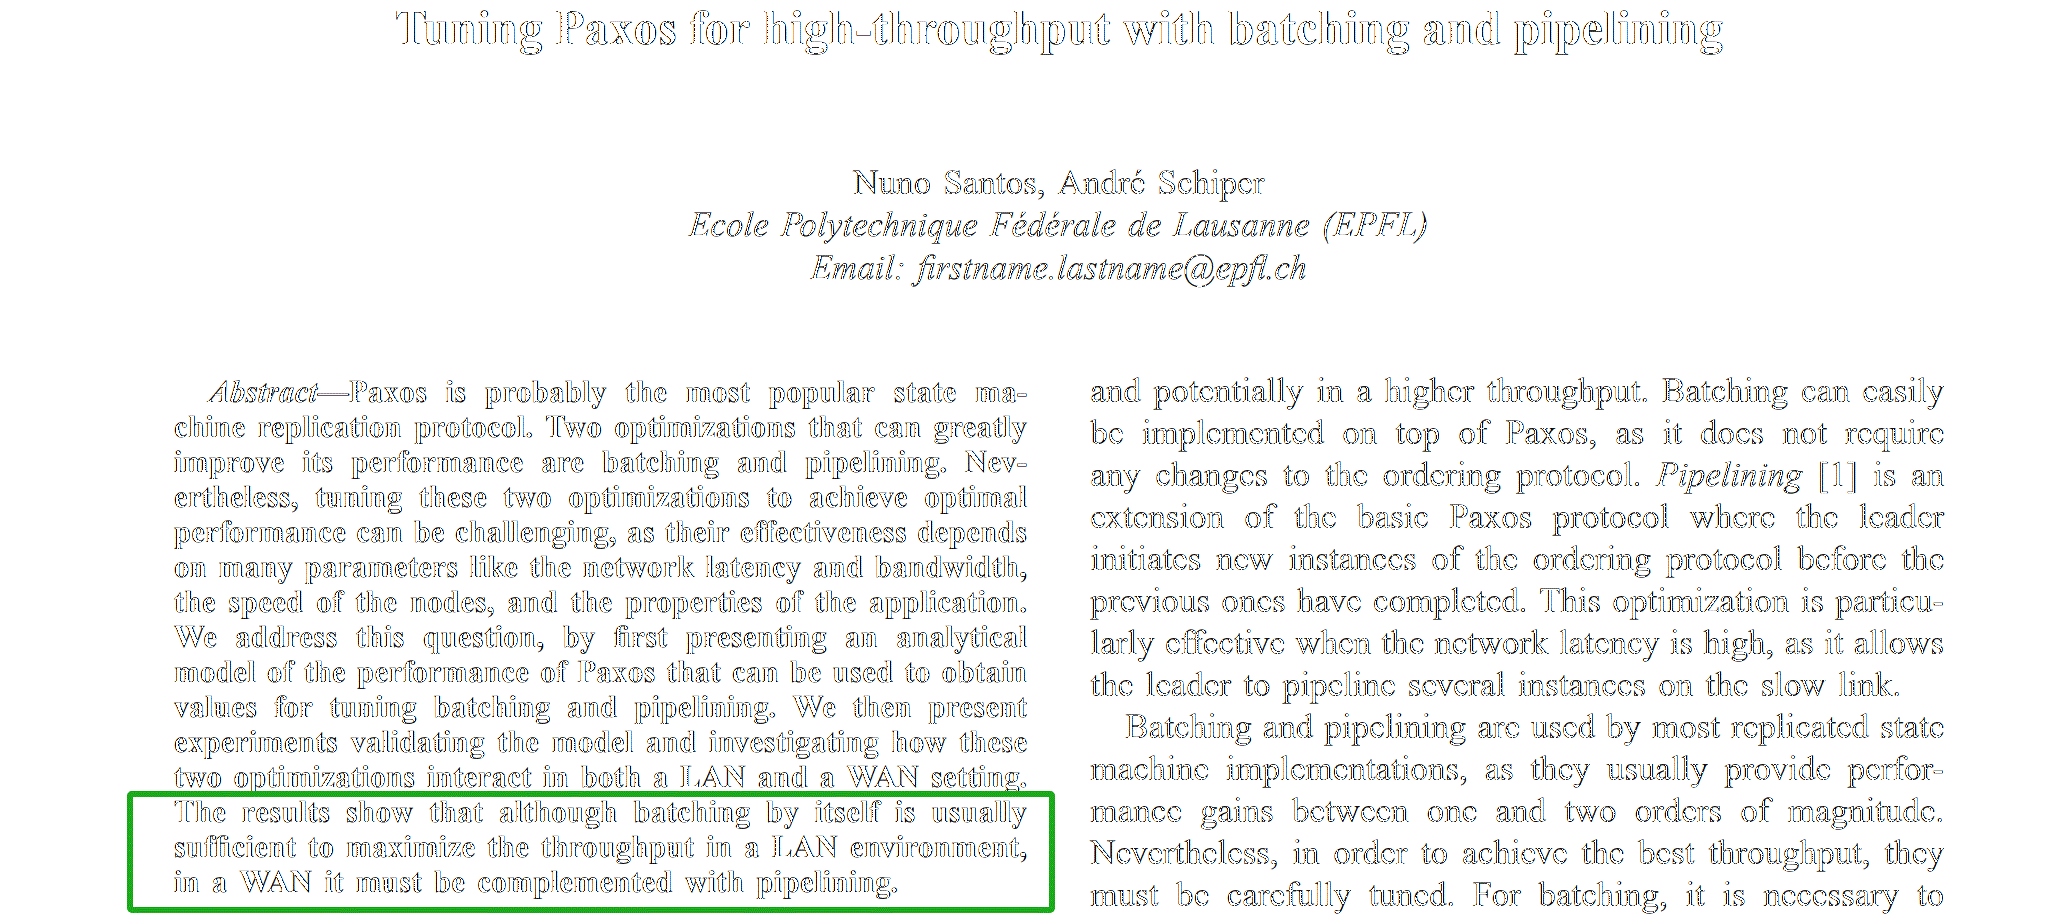 Tuning Paxos for high-throughput with batching and pipelining
Nuno Santos, André Schiper
Ecole Polytechnique Fédérale de Lausanne (EPFL)
Email: firstname.lastname@epfl.ch
Abstract—Paxos is probably the most popular state ma-
chine replication protocol. Two optimizations that can greatly
improve its performance are batching and pipelining. Nev-
ertheless, tuning these two optimizations to achieve optimal
performance can be challenging, as their effectiveness depends
on many parameters like the network latency and bandwidth,
the speed of the nodes, and the properties of the application.
We address this question, by first presenting an analytical
model of the performance of Paxos that can be used to obtain
values for tuning batching and pipelining. We then present
experiments validating the model and investigating how these
two optimizations interact in both a LAN and a WAN setting.
The results show that although batching by itself is usually
sufficient to maximize the throughput in a LAN environment,
in a WAN it must be complemented with pipelining.
and potentially in a higher throughput. Batching can easily
be implemented on top of Paxos, as it does not require
any changes to the ordering protocol. Pipelining [1] is an
extension of the basic Paxos protocol where the leader
initiates new instances of the ordering protocol before the
previous ones have completed. This optimization is particu-
larly effective when the network latency is high, as it allows
the leader to pipeline several instances on the slow link.
Batching and pipelining are used by most replicated state
machine implementations, as they usually provide perfor-
mance gains between one and two orders of magnitude.
Nevertheless, in order to achieve the best throughput, they
must be carefully tuned. For batching, it is necessary to